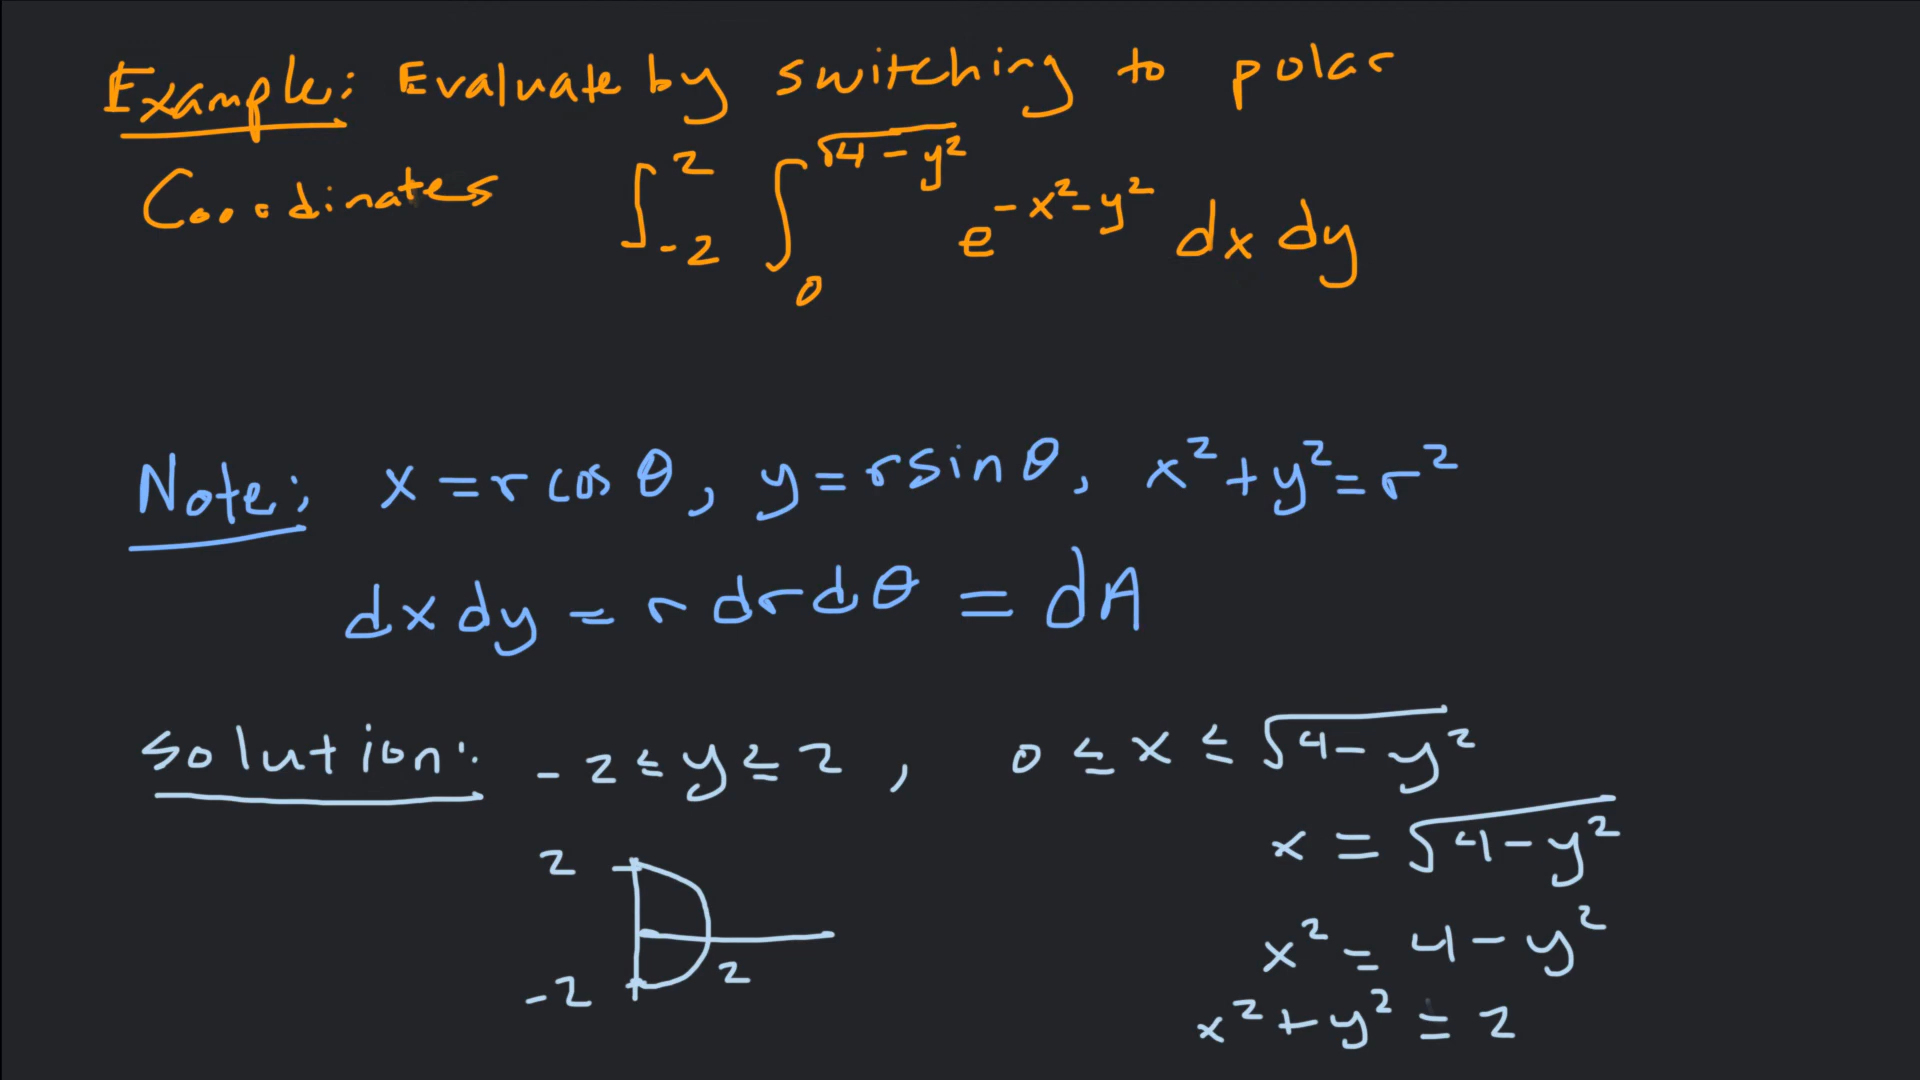 Example: Evaluate by switching to polar
Coordinates ∫_{-2}^{2} ∫_{0}^{√(4-y²)} e^{-x²-y²} dx dy
Note: x = r cos θ, y = r sin θ, x² + y² = r²
dx dy = r dr dθ = dA
Solution: -2 ≤ y ≤ 2, 0 ≤ x ≤ √(4-y²)
x = √(4-y²)
2
x² = 4 - y²
2
-2
x² + y² = 2